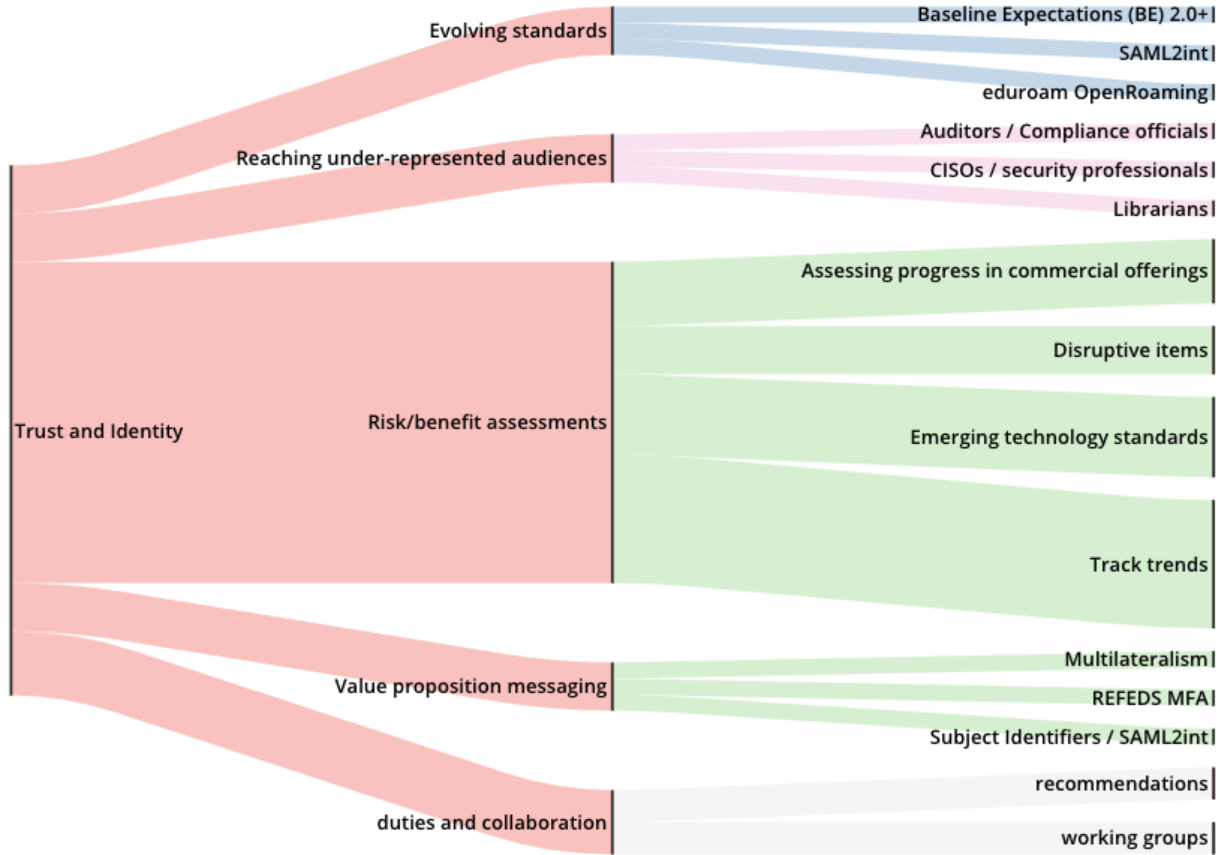 Trust and Identity
Evolving standards
Reaching under-represented audiences
Risk/benefit assessments
Value proposition messaging
duties and collaboration
Baseline Expectations (BE) 2.0+
SAML2int
eduroam OpenRoaming
Auditors / Compliance officials
CISOs / security professionals
Librarians
Assessing progress in commercial offerings
Disruptive items
Emerging technology standards
Track trends
Multilateralism
REFEDS MFA
Subject Identifiers / SAML2int
recommendations
working groups